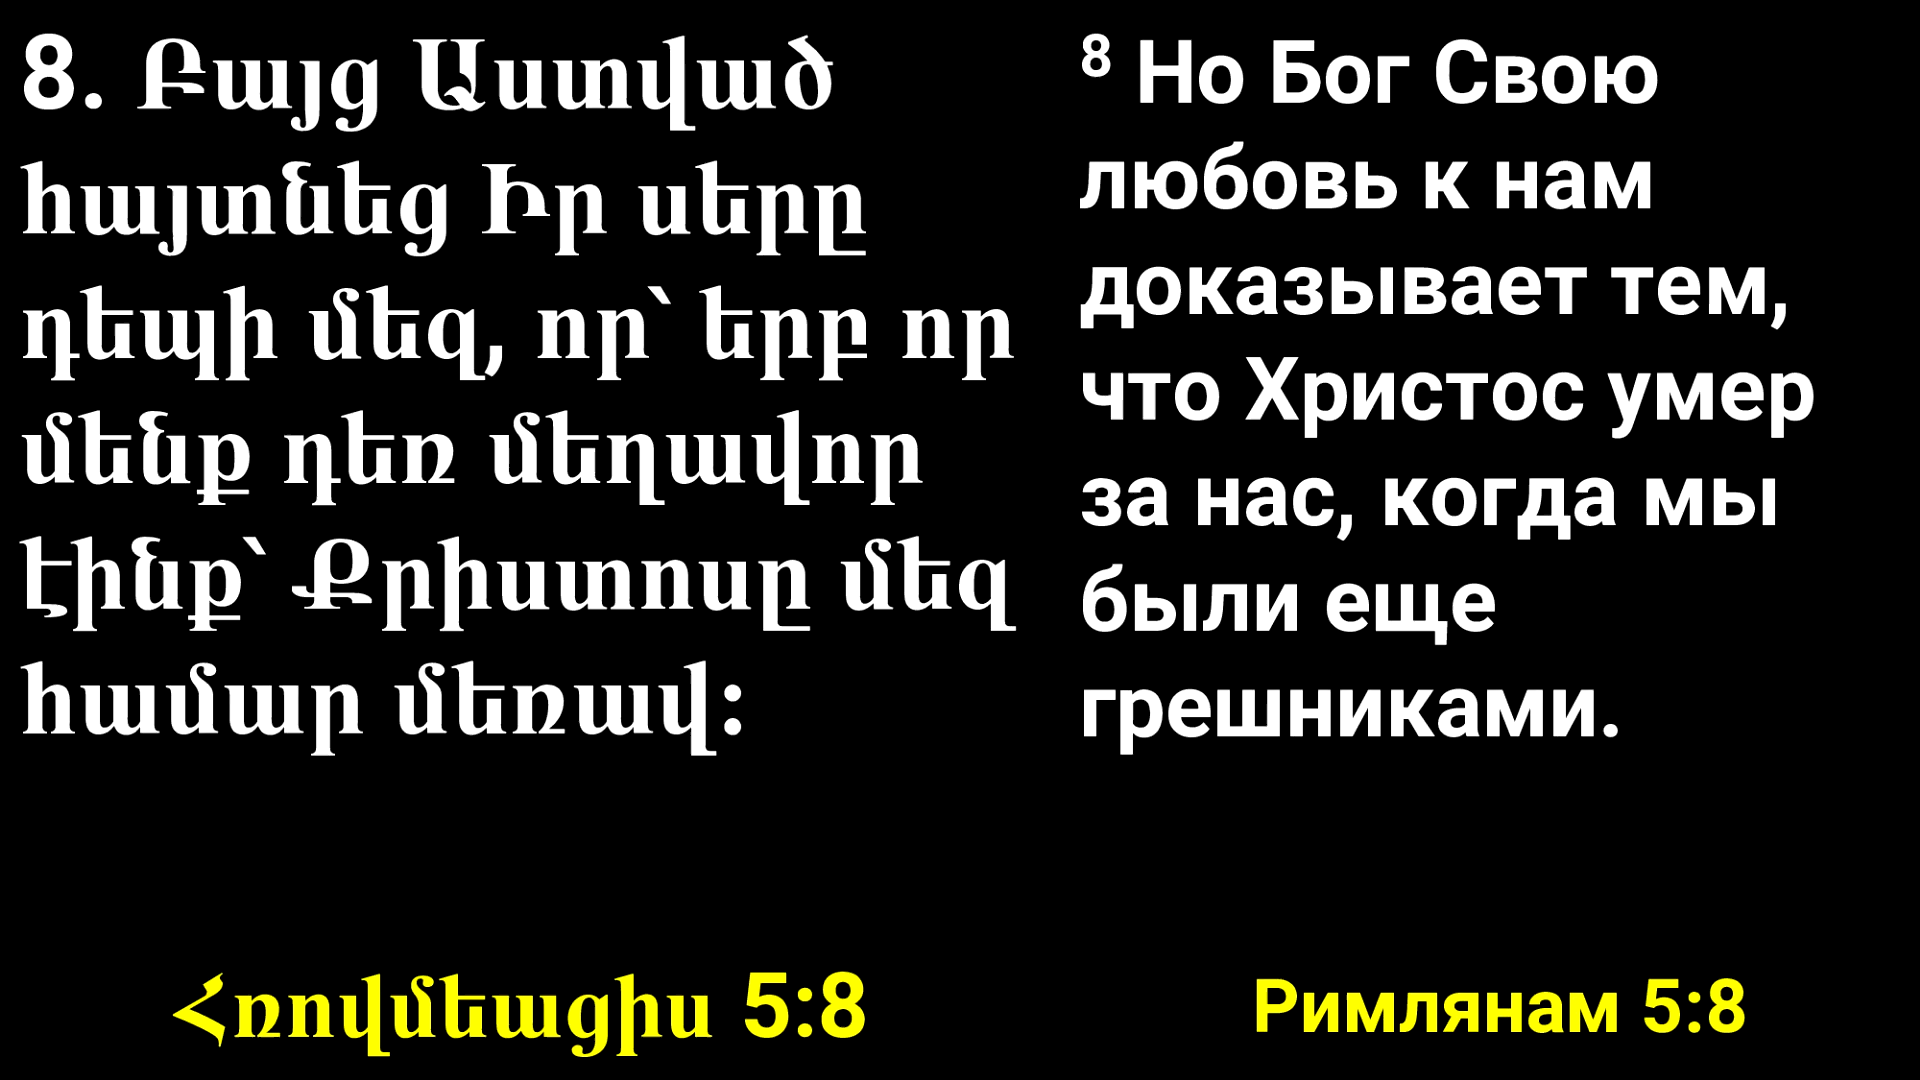 8. Բայց Աստված
հայտնեց Իր սերը
դեպի մեզ, որ՝ երբ որ
մենք դեռ մեղավոր
էինք՝ Քրիստոսը մեզ
համար մեռավ:
Հռովմեացիս 5:8
⁸ Но Бог Свою
любовь к нам
доказывает тем,
что Христос умер
за нас, когда мы
были еще
грешниками.
Римлянам 5:8